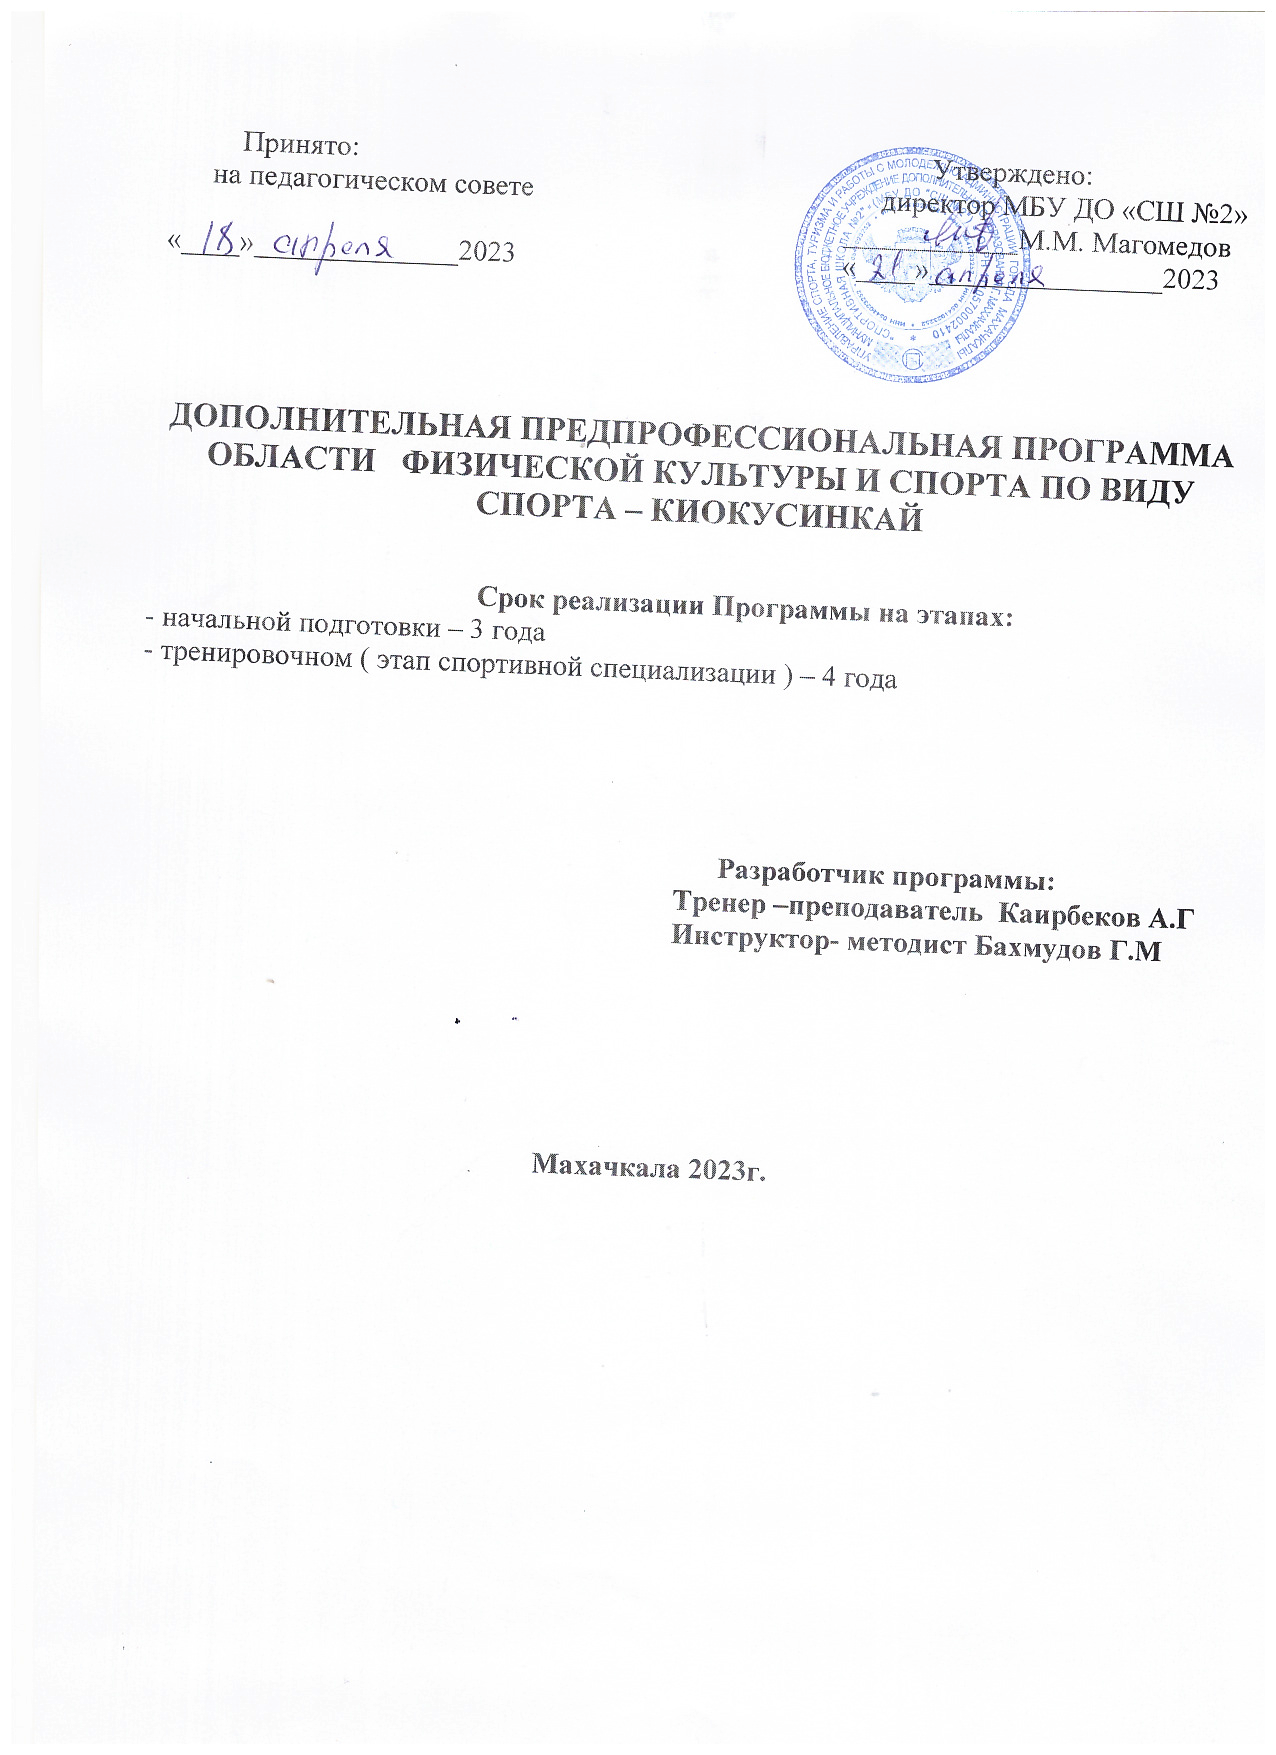 Принято:
на педагогическом совете
« 18 » апреля 2023
Утверждено:
директор МБУ ДО «СШ №2»
М.М. Магомедов
« 21 » апреля 2023
ДОПОЛНИТЕЛЬНАЯ ПРЕДПРОФЕССИОНАЛЬНАЯ ПРОГРАММА
ОБЛАСТИ ФИЗИЧЕСКОЙ КУЛЬТУРЫ И СПОРТА ПО ВИДУ
СПОРТА – КИОКУСИНКАЙ
Срок реализации Программы на этапах:
- начальной подготовки – 3 года
- тренировочном ( этап спортивной специализации ) – 4 года
Разработчик программы:
Тренер –преподаватель Каирбеков А.Г
Инструктор- методист Бахмудов Г.М
Махачкала 2023г.